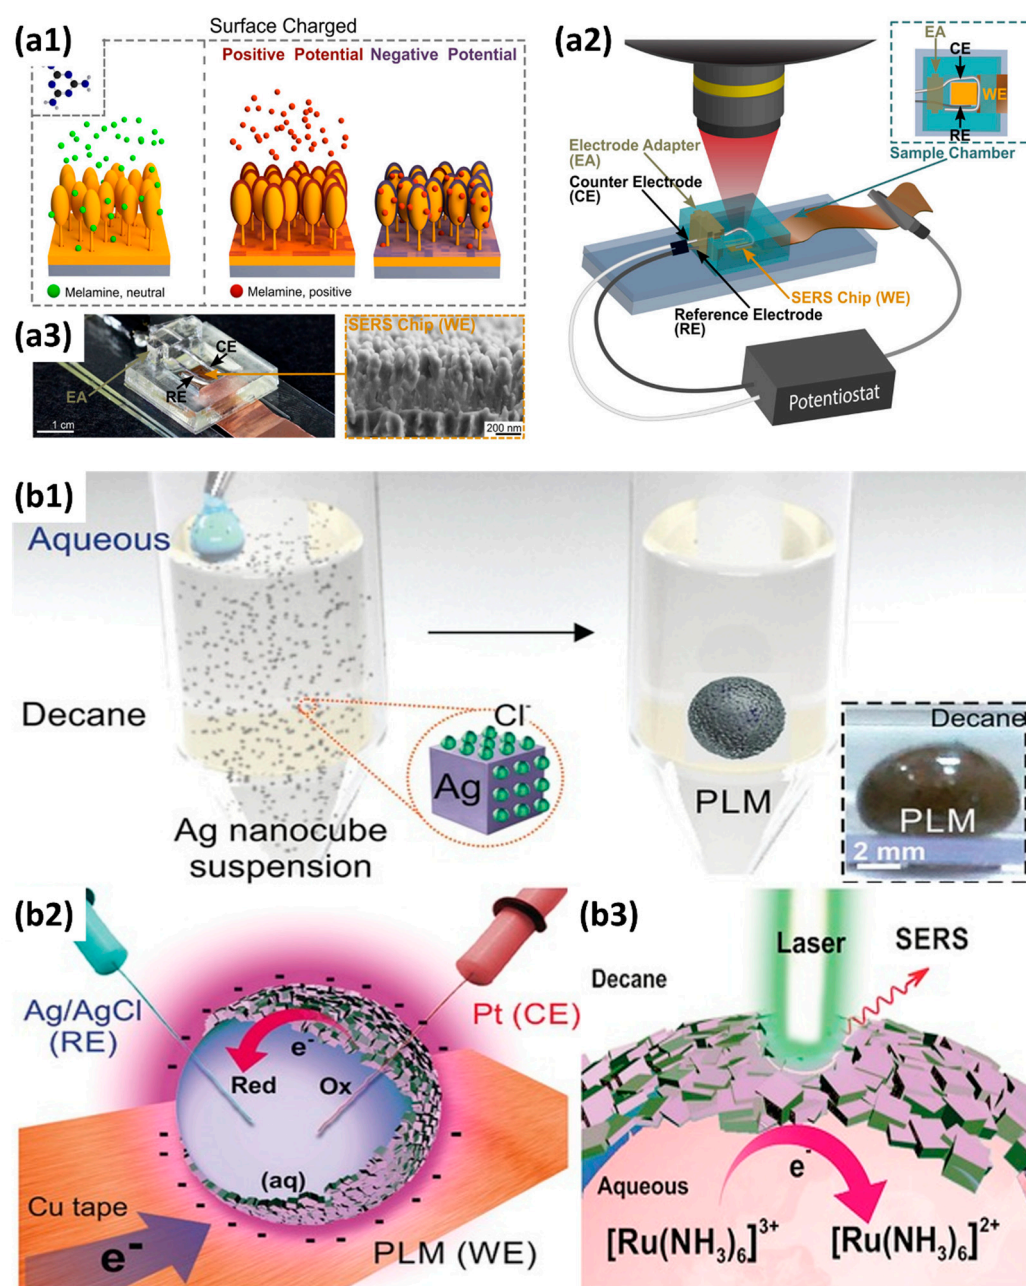 (a1)
Surface Charged
Positive Potential Negative Potential
Melamine, neutral
Melamine, positive
(a2)
EA
CE
WE
RE
Sample Chamber
Electrode Adapter
(EA)
Counter Electrode
(CE)
SERS Chip (WE)
Reference Electrode
(RE)
Potentiostat
(a3)
CE
EA
RE
1 cm
SERS Chip (WE)
200 nm
(b1)
Aqueous
Decane
Cl-
Ag
Ag nanocube
suspension
PLM
Decane
PLM
2 mm
(b2)
Ag/AgCl
(RE)
Pt (CE)
e-
Red
Ox
(aq)
Cu tape
e-
PLM (WE)
(b3)
Laser
SERS
Decane
e-
Aqueous
[Ru(NH3)6]3+
[Ru(NH3)6]2+